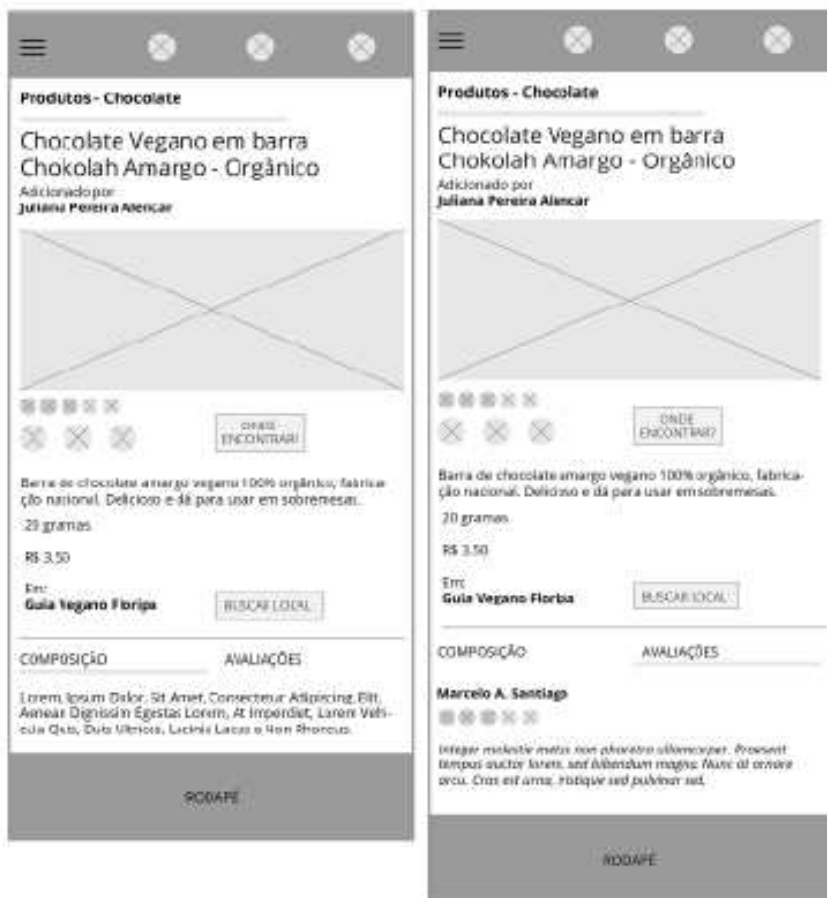 Produtos - Chocolate
Chocolate Vegano em barra
Chokolah Amargo - Orgânico
Adicionado por
Juliana Pereira Alencar
ONDE
ENCONTRAR?
Barra de chocolate amargo vegano 100% orgânico, fabrica-
ção nacional. Delicioso e dá para usar em sobremesas.
20 gramas
R$ 3,50
Em:
Guia Vegano Floripa
BUSCAR LOCAL
COMPOSIÇÃO
AVALIAÇÕES
Lorem Ipsum Dolor, Sit Amet, Consectetur Adipiscing Elit,
Aenean Dignissim Egestas Lorem, At Imperdiet, Lorem Veh-
icula Quis, Duis Ultrices, Lacinia Lacus Non Rhoncus.
RODAPÉ
Produtos - Chocolate
Chocolate Vegano em barra
Chokolah Amargo - Orgânico
Adicionado por
Juliana Pereira Alencar
ONDE
ENCONTRAR?
Barra de chocolate amargo vegano 100% orgânico, fabrica-
ção nacional. Delicioso e dá para usar em sobremesas.
20 gramas
R$ 3,50
Em:
Guia Vegano Floripa
BUSCAR LOCAL
COMPOSIÇÃO
AVALIAÇÕES
Marcelo A. Santiago
Integer molestie metus non pharetra ullamcorper. Praesent
tempus auctor lorem, sed bibendum magna. Nunc at ornare
arcu. Cras est urna, tristique sed pulvinar sed,
RODAPÉ